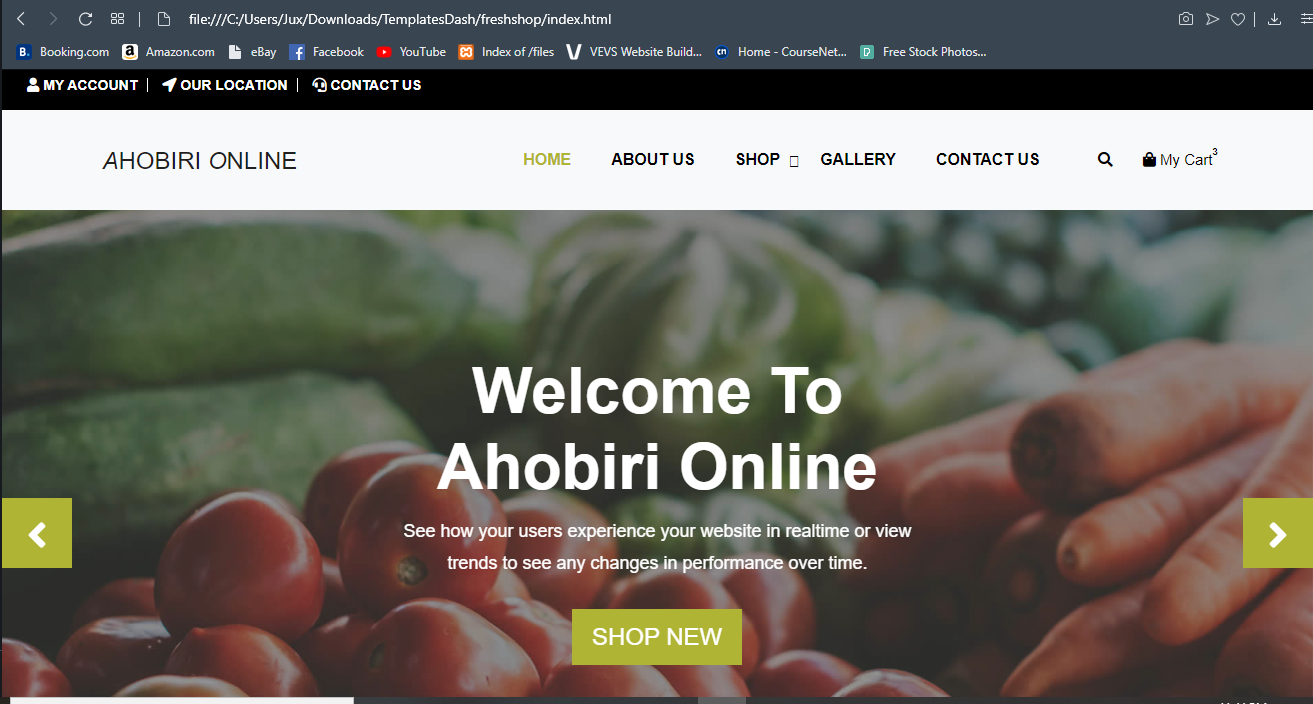 file:///C:/Users/Jux/Downloads/TemplatesDash/freshshop/index.html
B. Booking.com a Amazon.com eBay f Facebook YouTube Index of /files V VEVS Website Build... cn Home - CourseNet... D Free Stock Photos...
MY ACCOUNT | OUR LOCATION | CONTACT US
AHOBIRI ONLINE HOME ABOUT US SHOP GALLERY CONTACT US My Cart 3
Welcome To
Ahobiri Online
See how your users experience your website in realtime or view
trends to see any changes in performance over time.
SHOP NEW